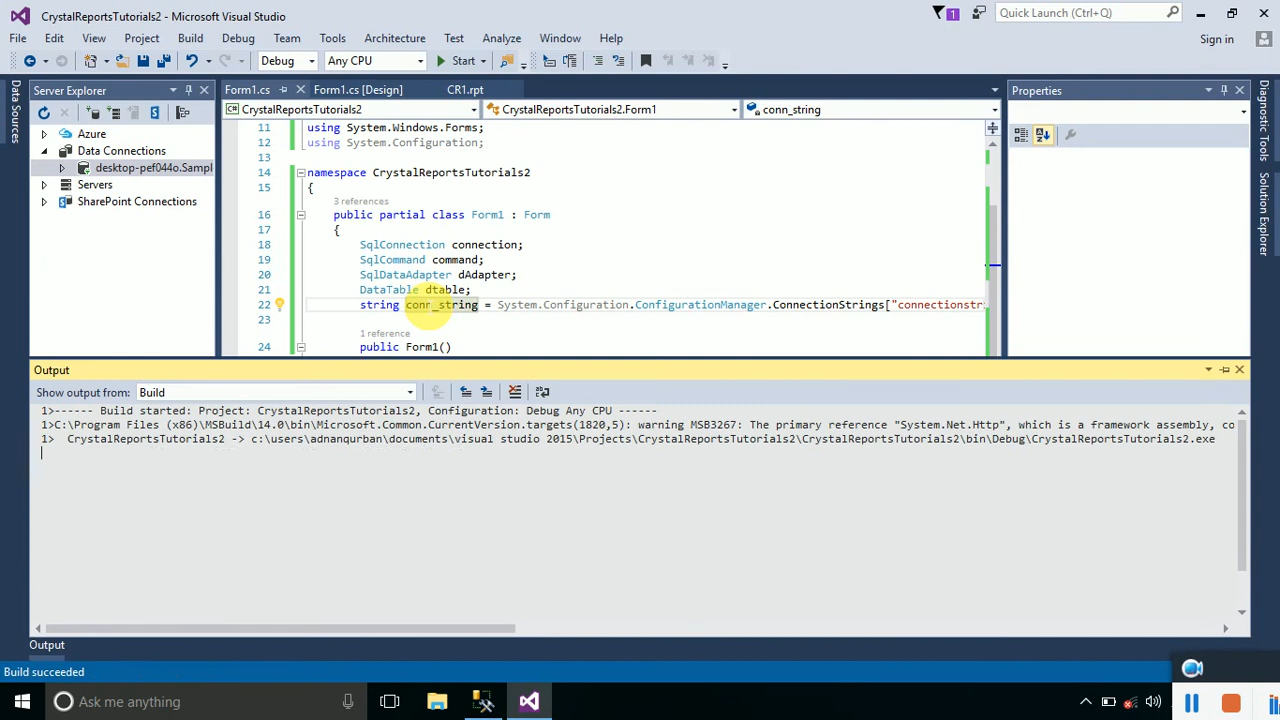 CrystalReportsTutorials2 - Microsoft Visual Studio
1
Quick Launch (Ctrl+Q)
File Edit View Project Build Debug Team Tools Architecture Test Analyze Window Help
Sign in
Debug Any CPU Start
Data Sources
Server Explorer
Form1.cs Form1.cs [Design] CR1.rpt
Properties
CrystalReportsTutorials2 CrystalReportsTutorials2.Form1 conn_string
Azure
Data Connections
desktop-pef044o.Sampl
Servers
SharePoint Connections
11 using System.Windows.Forms;
12 using System.Configuration;
13
14 namespace CrystalReportsTutorials2
15 {
3 references
16 public partial class Form1 : Form
17 {
18 SqlConnection connection;
19 SqlCommand command;
20 SqlDataAdapter dAdapter;
21 DataTable dtable;
22 string conn_string = System.Configuration.ConfigurationManager.ConnectionStrings["connectionstri
23
1 reference
24 public Form1()
Diagnostic Tools
Solution Explorer
Output
Show output from: Build
1>------ Build started: Project: CrystalReportsTutorials2, Configuration: Debug Any CPU ------
1>C:\Program Files (x86)\MSBuild\14.0\bin\Microsoft.Common.CurrentVersion.targets(1820,5): warning MSB3267: The primary reference "System.Net.Http", which is a framework assembly, co
1> CrystalReportsTutorials2 -> c:\users\adnanqurban\documents\visual studio 2015\Projects\CrystalReportsTutorials2\CrystalReportsTutorials2\bin\Debug\CrystalReportsTutorials2.exe
Output
Build succeeded
Ask me anything